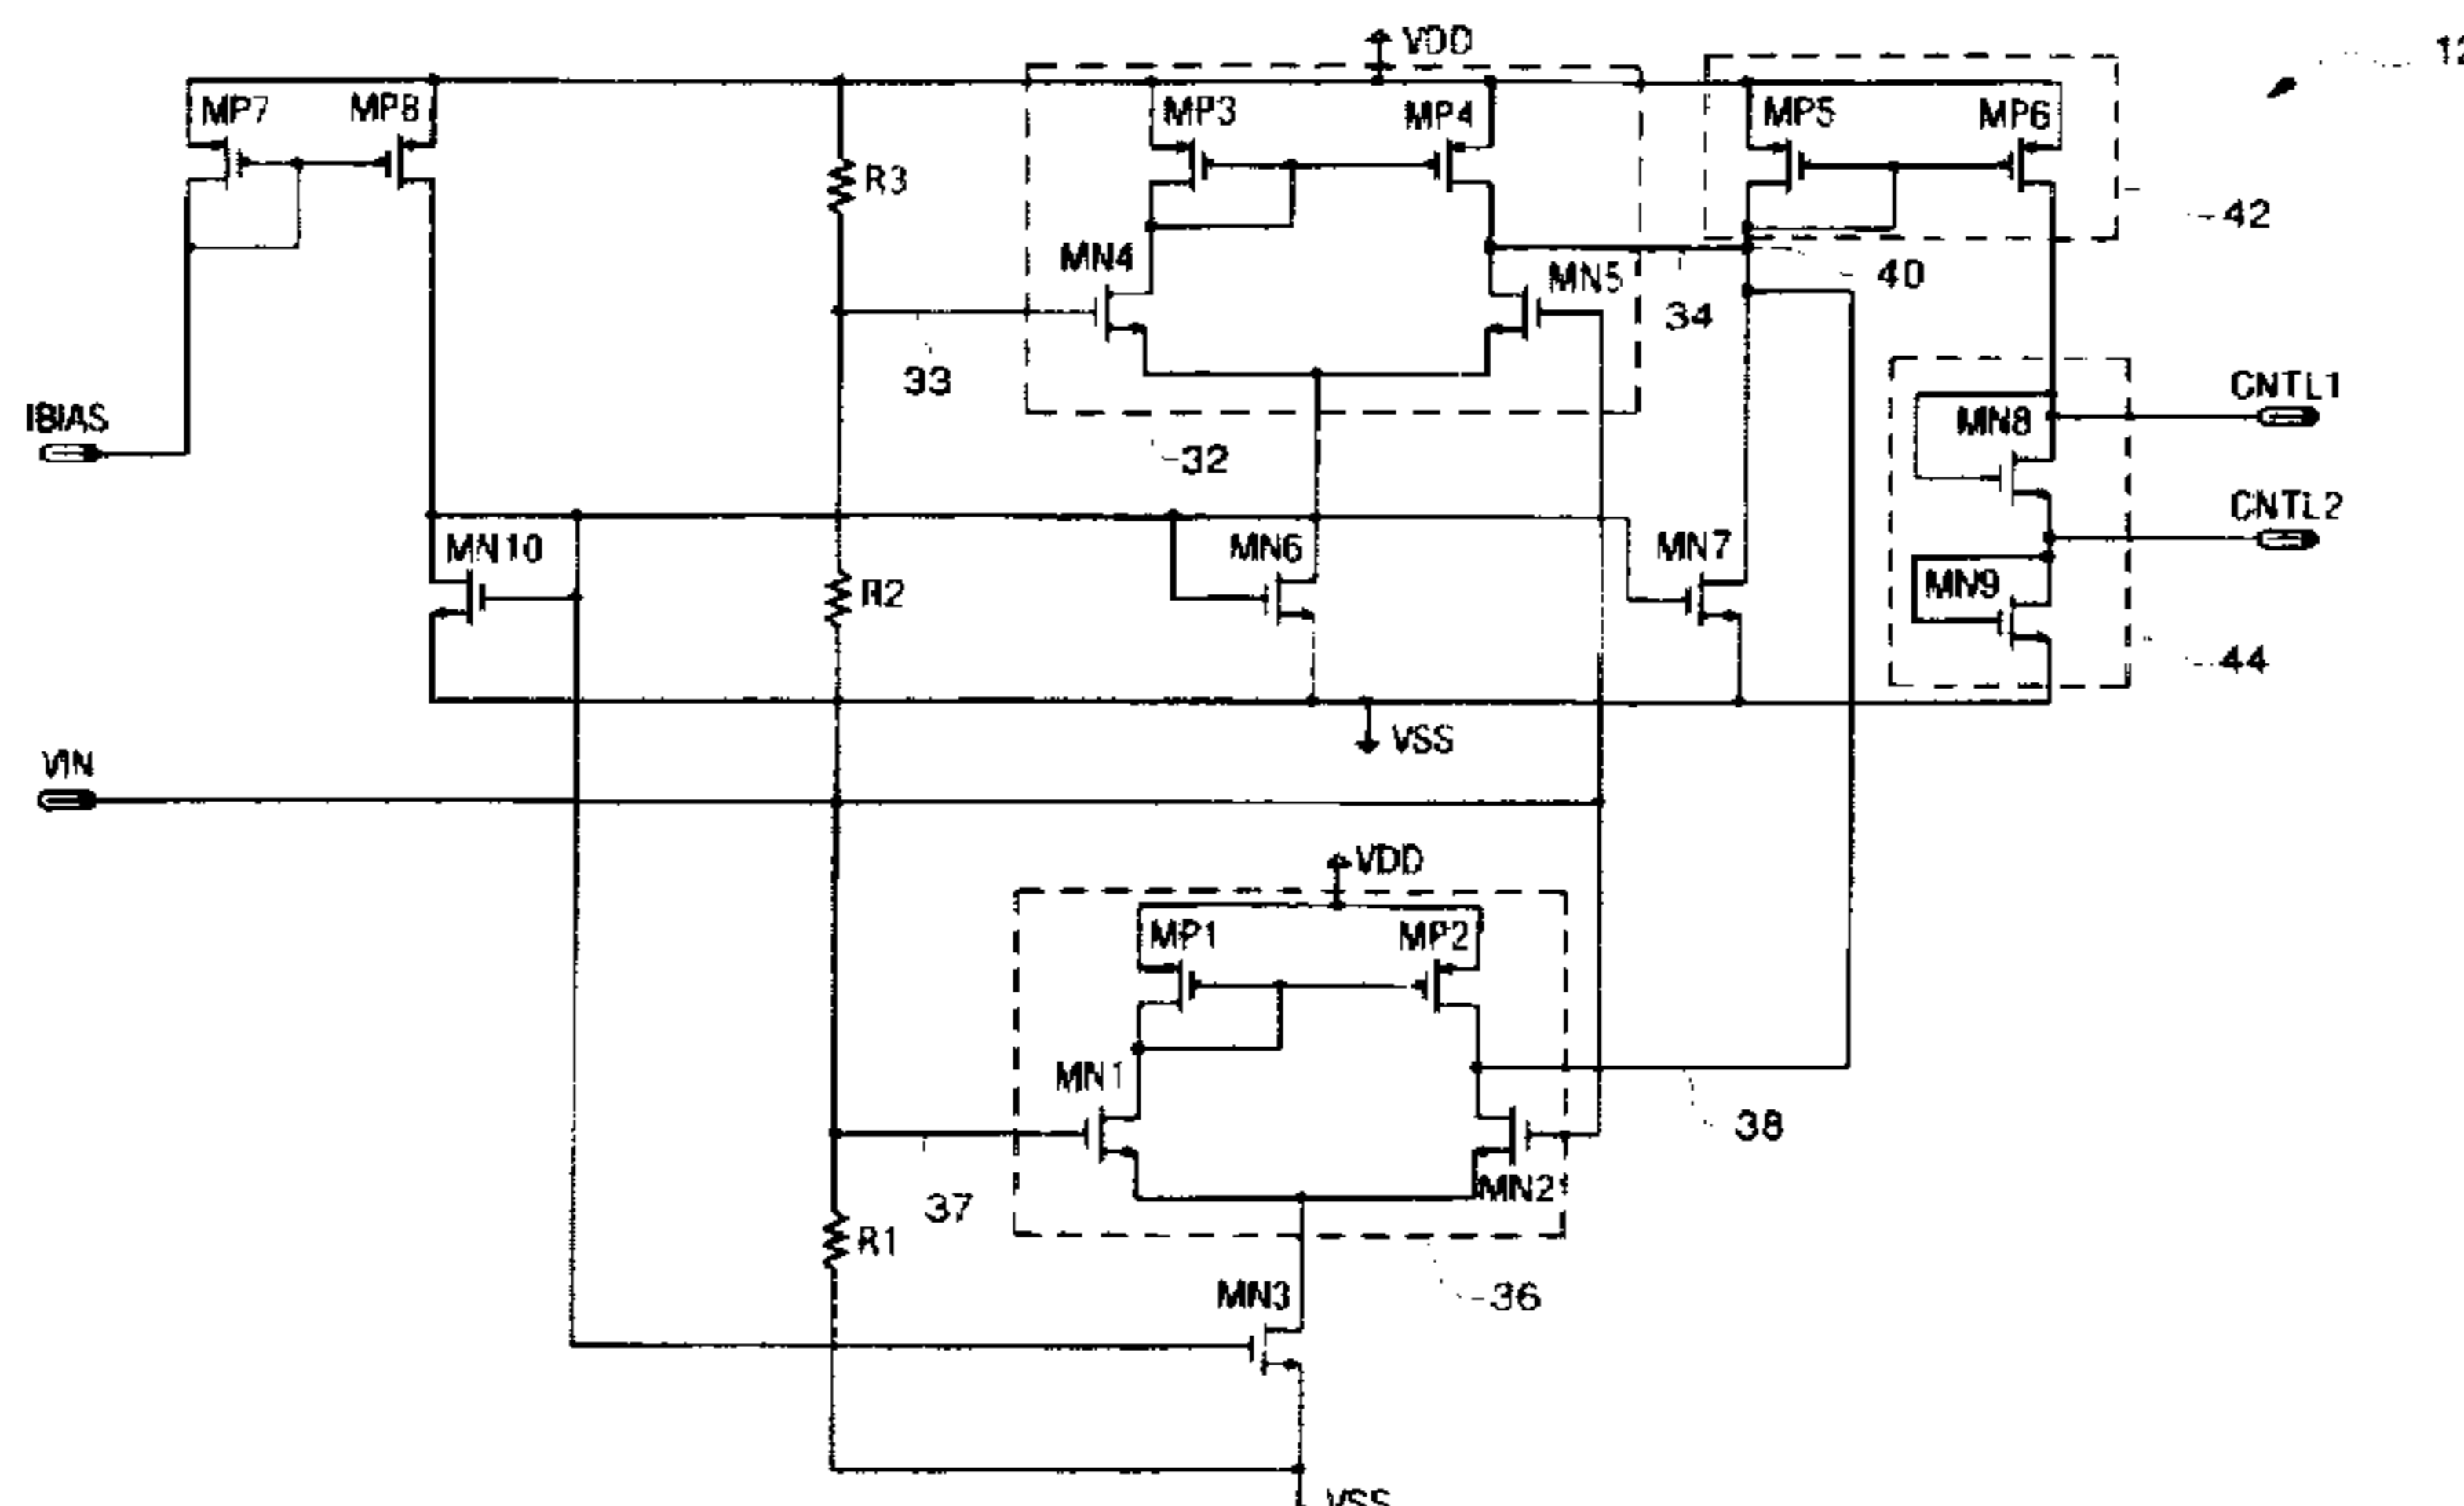 VDD
12
MP7
MP8
MP3
MP4
MP5
MP6
R3
42
MN4
MN5
40
34
33
CNTL1
IBIAS
MN8
32
CNTL2
MN10
MN6
MN7
R2
MN9
44
VSS
VIN
VDD
MP1
MP2
MN1
38
MN2
37
R1
MN3
36
VSS